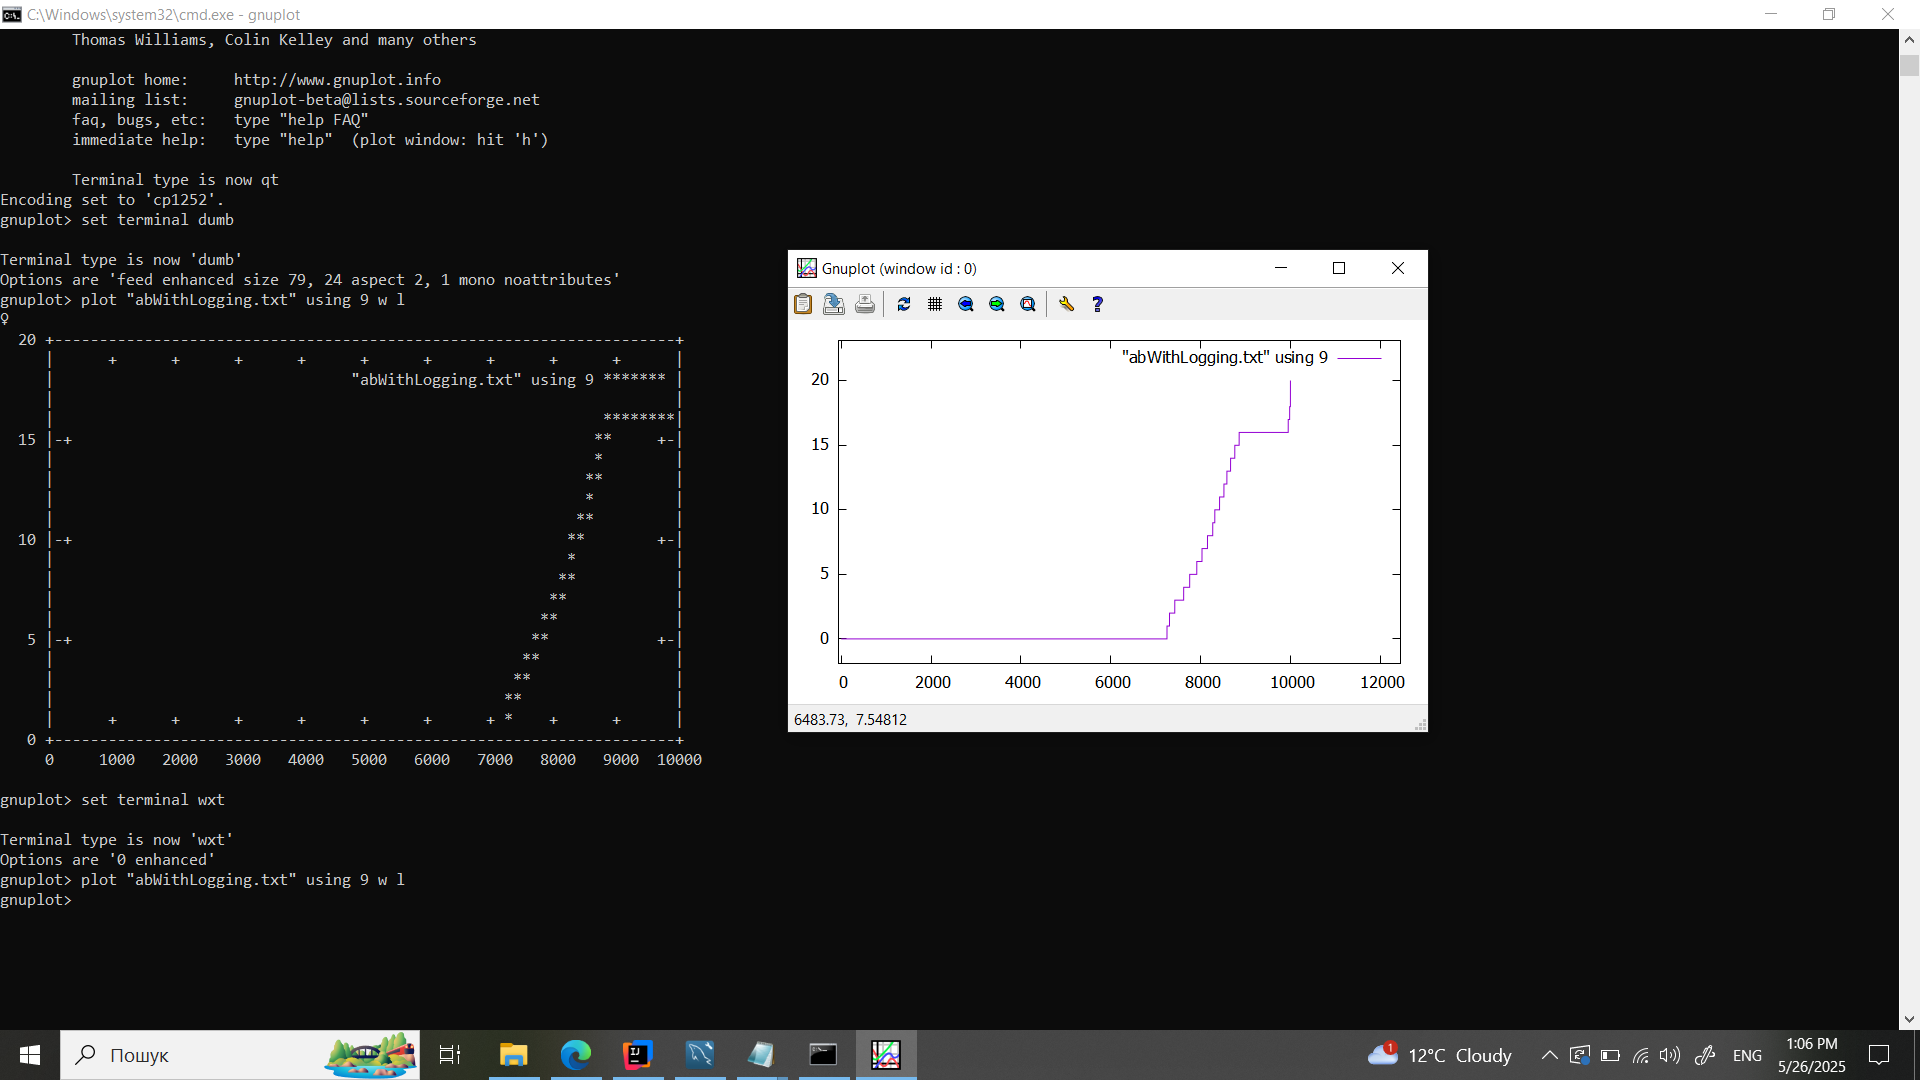 C:\Windows\system32\cmd.exe - gnuplot
Thomas Williams, Colin Kelley and many others
gnuplot home: http://www.gnuplot.info
mailing list: gnuplot-beta@lists.sourceforge.net
faq, bugs, etc: type "help FAQ"
immediate help: type "help" (plot window: hit 'h')
Terminal type is now qt
Encoding set to 'cp1252'.
gnuplot> set terminal dumb
Terminal type is now 'dumb'
Options are 'feed enhanced size 79, 24 aspect 2, 1 mono noattributes'
gnuplot> plot "abWithLogging.txt" using 9 w l
♀
20
"abWithLogging.txt" using 9 *******
15
10
5
0
0 1000 2000 3000 4000 5000 6000 7000 8000 9000 10000
gnuplot> set terminal wxt
Terminal type is now 'wxt'
Options are '0 enhanced'
gnuplot> plot "abWithLogging.txt" using 9 w l
gnuplot>
Gnuplot (window id : 0)
"abWithLogging.txt" using 9
20
15
10
5
0
0 2000 4000 6000 8000 10000 12000
6483.73, 7.54812
Пошук
1
12°C Cloudy
ENG
1:06 PM
5/26/2025